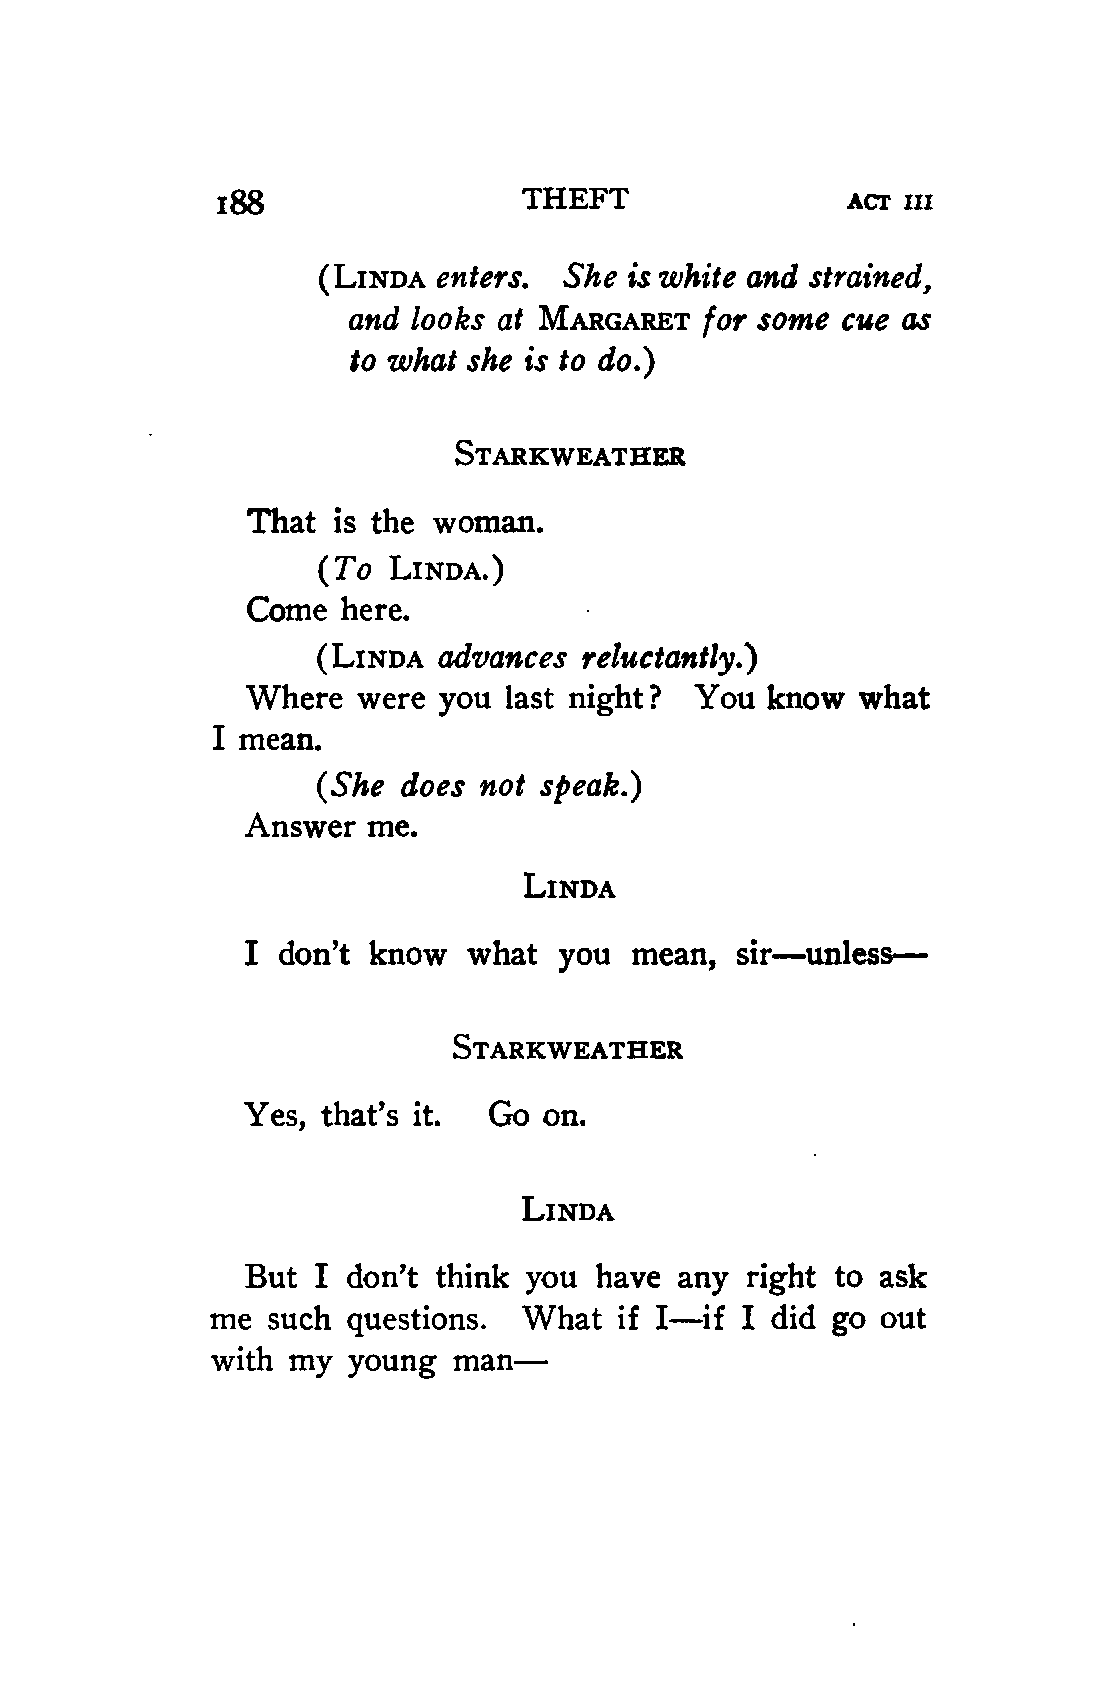 188 THEFT ACT III
(LINDA enters. She is white and strained,
and looks at MARGARET for some cue as
to what she is to do.)
STARKWEATHER
That is the woman.
(To LINDA.)
Come here.
(LINDA advances reluctantly.)
Where were you last night? You know what
I mean.
(She does not speak.)
Answer me.
LINDA
I don't know what you mean, sir—unless—
STARKWEATHER
Yes, that's it. Go on.
LINDA
But I don't think you have any right to ask
me such questions. What if I—if I did go out
with my young man—